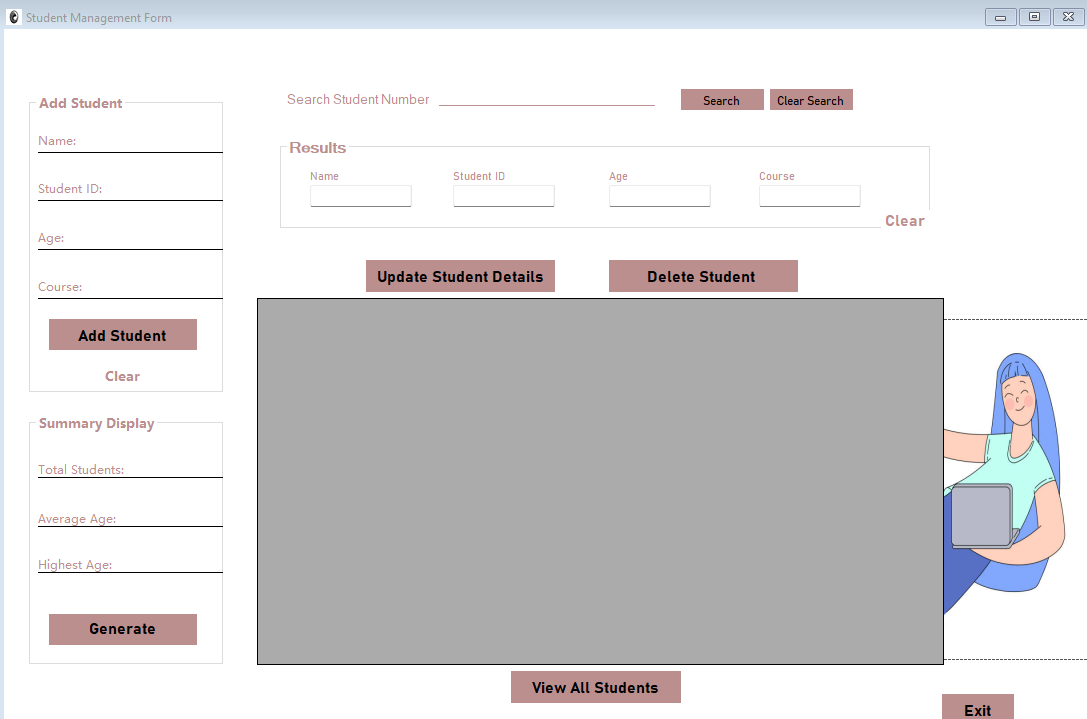 Student Management Form
Add Student
Name:
Student ID:
Age:
Course:
Add Student
Clear
Summary Display
Total Students:
Average Age:
Highest Age:
Generate
Search Student Number
Search
Clear Search
Results
Name
Student ID
Age
Course
Clear
Update Student Details
Delete Student
View All Students
Exit